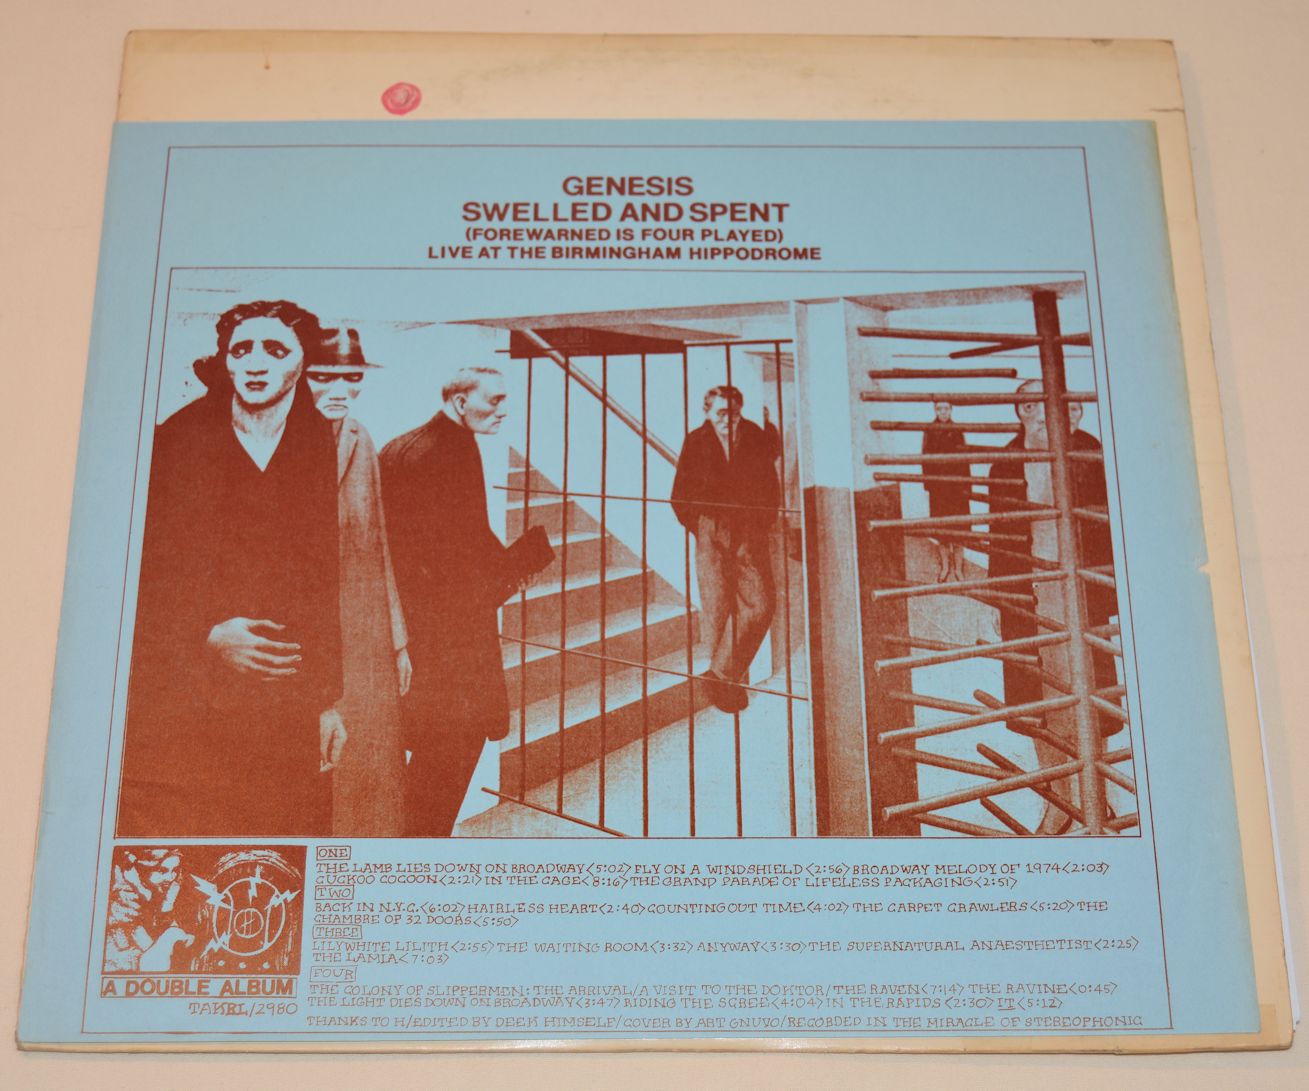 GENESIS
SWELLED AND SPENT
(FOREWARNED IS FOUR PLAYED)
LIVE AT THE BIRMINGHAM HIPPODROME
ONE
THE LAMB LIES DOWN ON BROADWAY<5:02> FLY ON A WINDSHIELD <2:56> BROADWAY MELODY OF 1974<2:03>
CUCKOO COCOON<2:21> IN THE CAGE<8:16>THE GRAND PARADE OF LIFELESS PACKAGING<2:51>
TWO
BACK IN N.Y.C.<6:02>HAIRLESS HEART<2:40>COUNTING OUT TIME<4:02> THE CARPET CRAWLERS<5:20>THE
CHAMBRE OF 32 DOORS<5:50>
THREE
LILYWHITE LILITH<2:55>THE WAITING ROOM<3:32>ANYWAY<3:30>THE SUPERNATURAL ANAESTHETIST<2:25>
THE LAMIA<7:03>
FOUR
THE COLONY OF SLIPPERMEN: THE ARRIVAL/A VISIT TO THE DOKTOR/THE RAVEN<7:14> THE RAVINE<0:45>
THE LIGHT DIES DOWN ON BROADWAY<3:47>RIDING THE SCREE<4:04>IN THE RAPIDS<2:30>IT<5:12>
THANKS TO H/EDITED BY DEEK HIMSELF/COVER BY ART GNUVO/RECORDED IN THE MIRACLE OF STEREOPHONIC
A DOUBLE ALBUM
TAKRL/2980